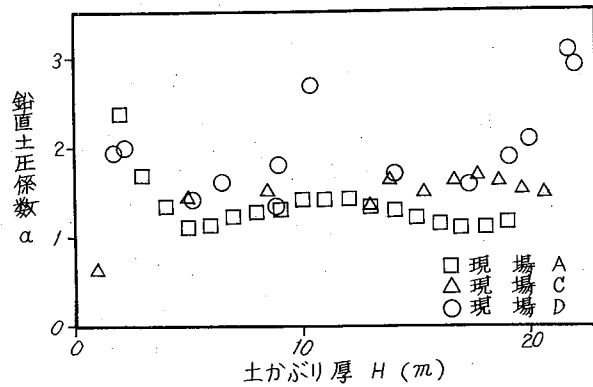 鉛直土圧係数 α
3
2
1
0
□ 現場 A
△ 現場 C
○ 現場 D
0 10 20
土かぶり厚 H (m)